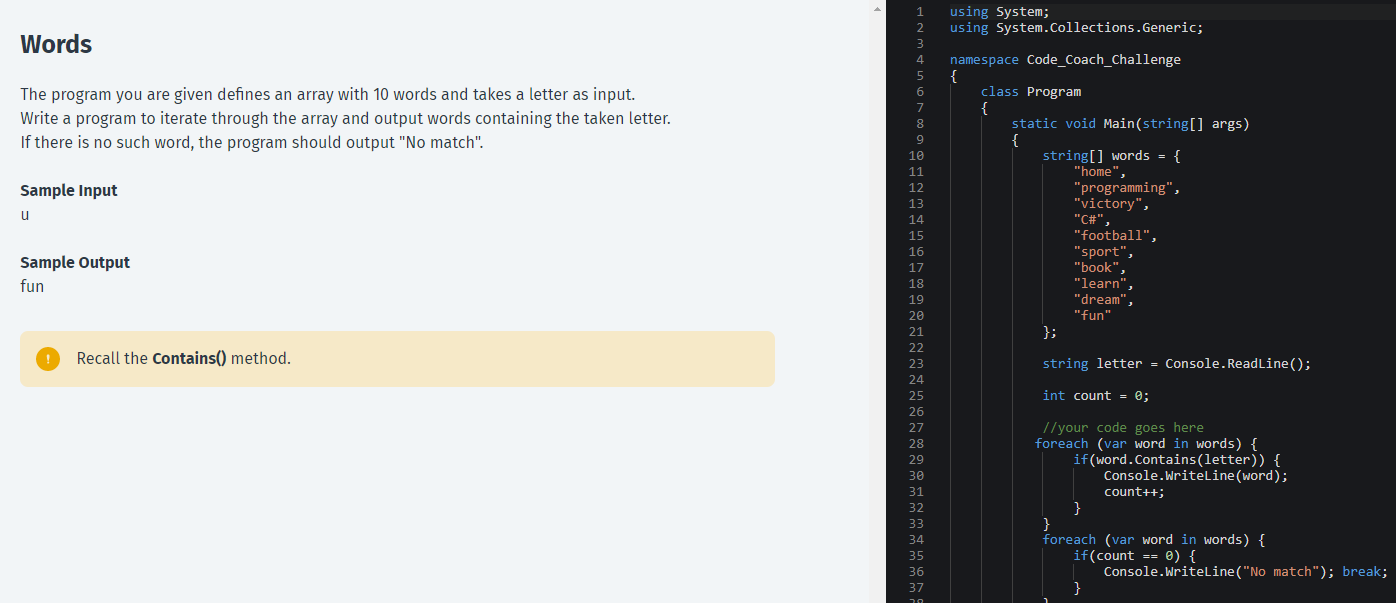 Words
The program you are given defines an array with 10 words and takes a letter as input.
Write a program to iterate through the array and output words containing the taken letter.
If there is no such word, the program should output "No match".
Sample Input
u
Sample Output
fun
! Recall the Contains() method.
1 using System;
2 using System.Collections.Generic;
3
4 namespace Code_Coach_Challenge
5 {
6 class Program
7 {
8 static void Main(string[] args)
9 {
10 string[] words = {
11 "home",
12 "programming",
13 "victory",
14 "C#",
15 "football",
16 "sport",
17 "book",
18 "learn",
19 "dream",
20 "fun"
21 };
22
23 string letter = Console.ReadLine();
24
25 int count = 0;
26
27 //your code goes here
28 foreach (var word in words) {
29 if(word.Contains(letter)) {
30 Console.WriteLine(word);
31 count++;
32 }
33 }
34 foreach (var word in words) {
35 if(count == 0) {
36 Console.WriteLine("No match"); break;
37 }